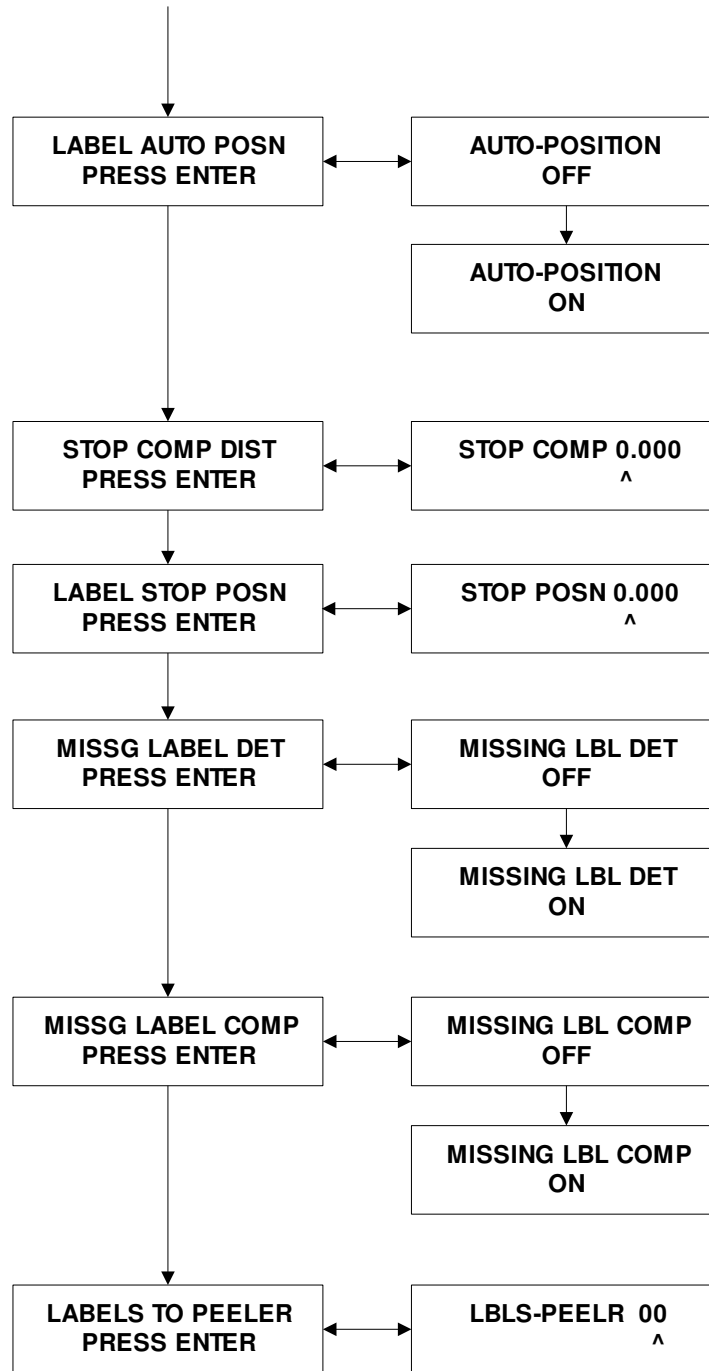 LABEL AUTO POSN
PRESS ENTER
AUTO-POSITION
OFF
AUTO-POSITION
ON
STOP COMP DIST
PRESS ENTER
STOP COMP 0.000
^
LABEL STOP POSN
PRESS ENTER
STOP POSN 0.000
^
MISSG LABEL DET
PRESS ENTER
MISSING LBL DET
OFF
MISSING LBL DET
ON
MISSG LABEL COMP
PRESS ENTER
MISSING LBL COMP
OFF
MISSING LBL COMP
ON
LABELS TO PEELER
PRESS ENTER
LBLS-PEELR 00
^